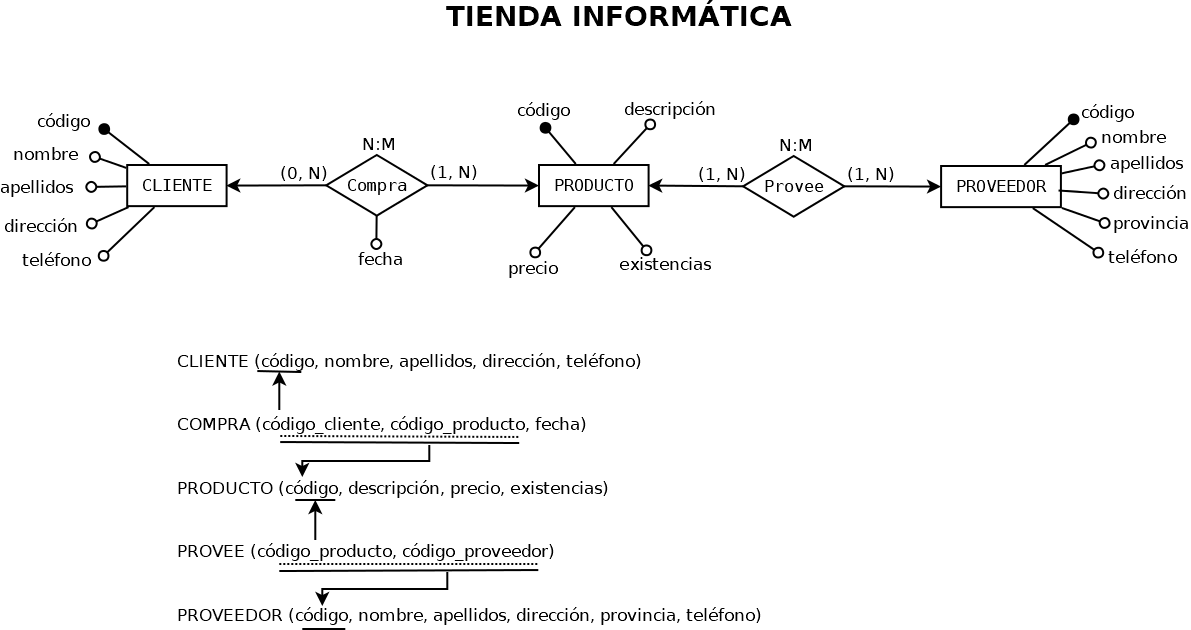 TIENDA INFORMÁTICA
código
nombre
apellidos
dirección
teléfono
CLIENTE
(0, N)
N:M
Compra
fecha
(1, N)
código
descripción
PRODUCTO
precio
existencias
(1, N)
N:M
Provee
(1, N)
PROVEEDOR
código
nombre
apellidos
dirección
provincia
teléfono
CLIENTE (código, nombre, apellidos, dirección, teléfono)
COMPRA (código_cliente, código_producto, fecha)
PRODUCTO (código, descripción, precio, existencias)
PROVEE (código_producto, código_proveedor)
PROVEEDOR (código, nombre, apellidos, dirección, provincia, teléfono)